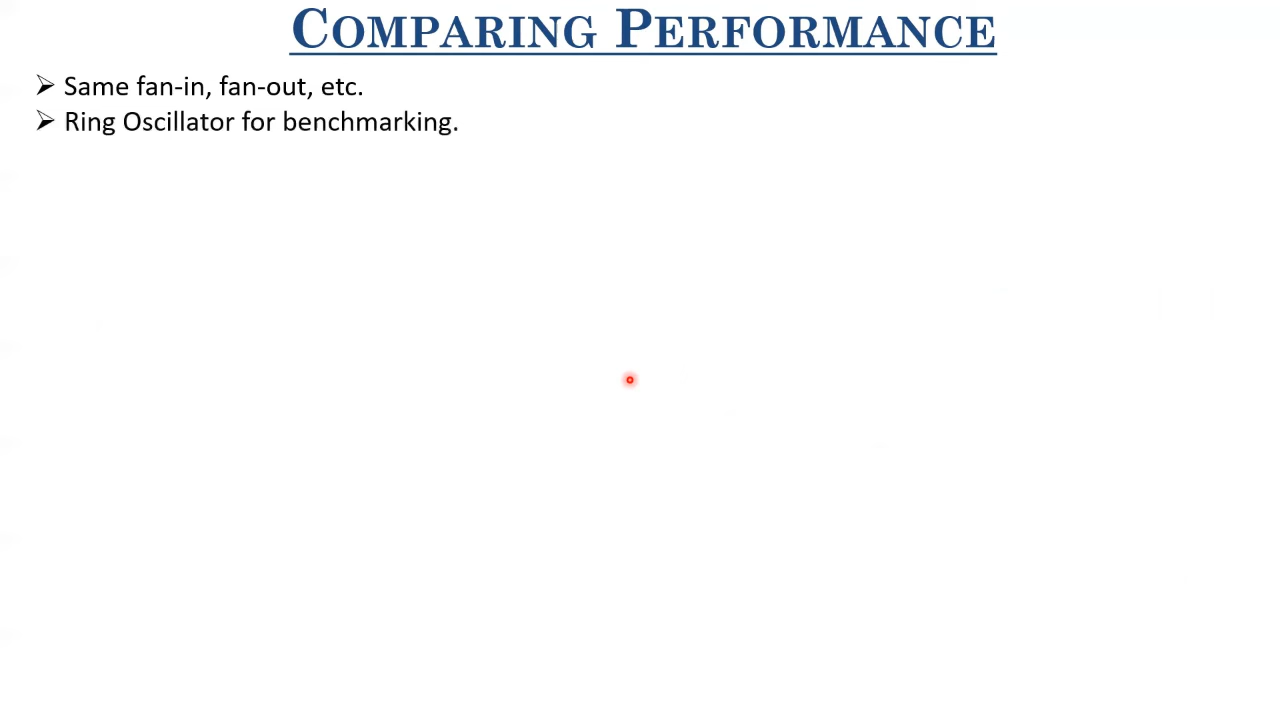 COMPARING PERFORMANCE
➢ Same fan-in, fan-out, etc.
➢ Ring Oscillator for benchmarking.